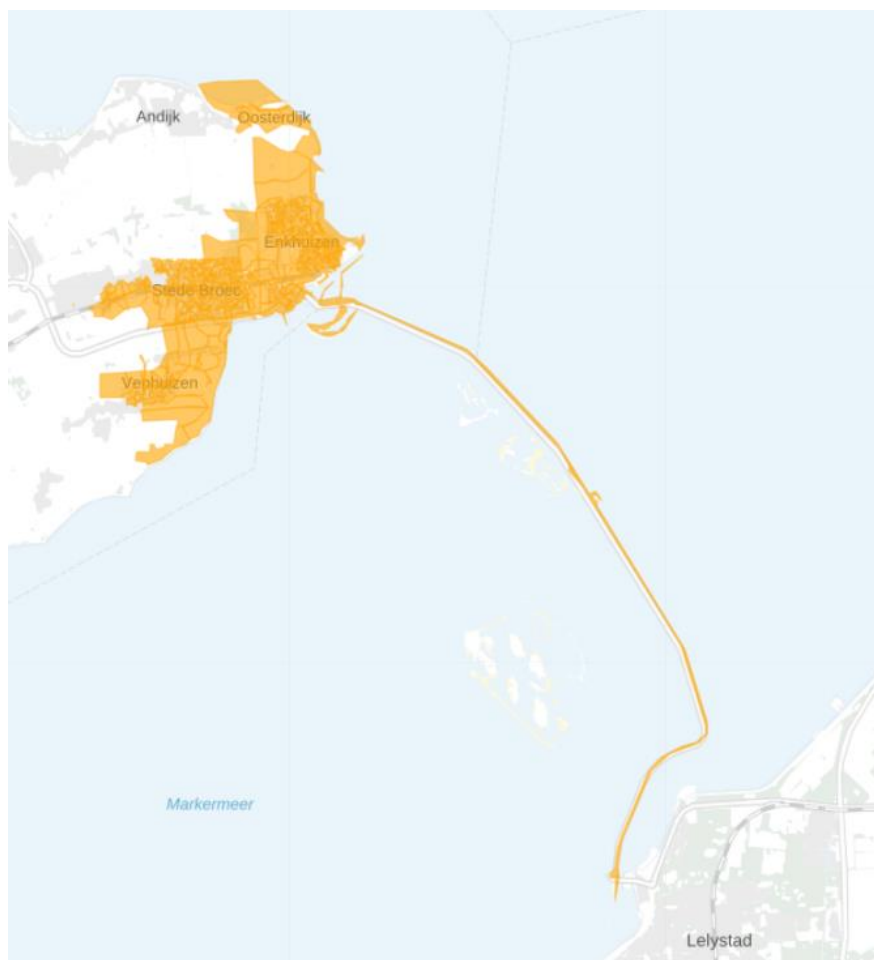 Andijk
Oosterdijk
Enkhuizen
Stede Broec
Venhuizen
Markermeer
Lelystad